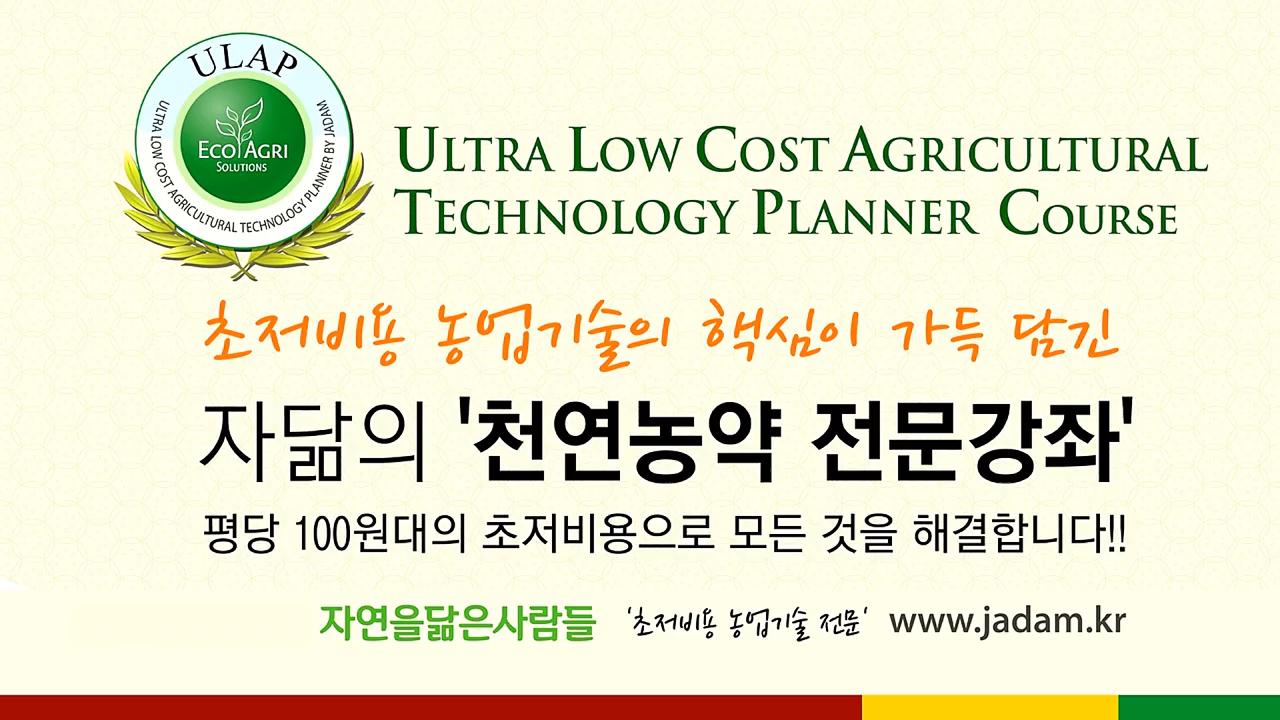 ULAP
ECO AGRI
SOLUTIONS
ULTRA LOW COST AGRICULTURAL TECHNOLOGY PLANNER BY JADAM
ULTRA LOW COST AGRICULTURAL
TECHNOLOGY PLANNER COURSE
초저비용 농업기술의 핵심이 가득 담긴
자닮의 '천연농약 전문강좌'
평당 100원대의 초저비용으로 모든 것을 해결합니다!!
자연을닮은사람들 '초저비용 농업기술 전문' www.jadam.kr